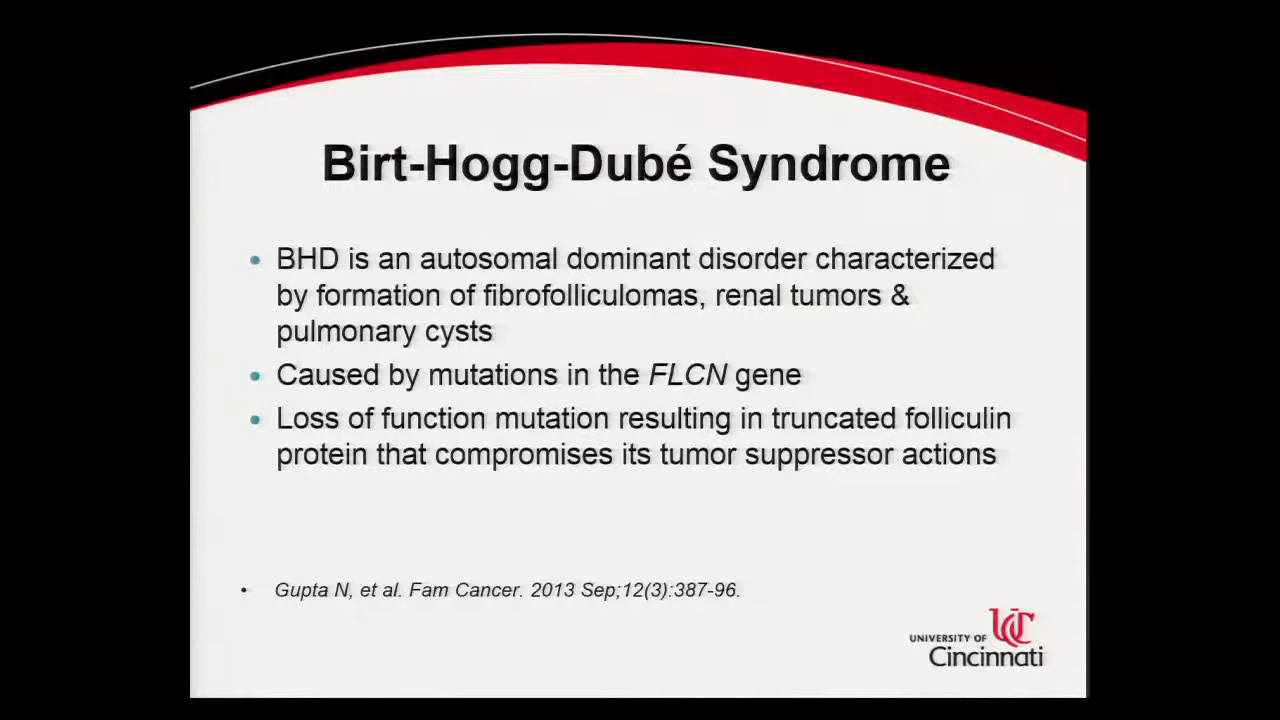 Birt-Hogg-Dubé Syndrome
• BHD is an autosomal dominant disorder characterized
by formation of fibrofolliculomas, renal tumors &
pulmonary cysts
• Caused by mutations in the FLCN gene
• Loss of function mutation resulting in truncated folliculin
protein that compromises its tumor suppressor actions
• Gupta N, et al. Fam Cancer. 2013 Sep;12(3):387-96.
UC
UNIVERSITY OF
Cincinnati